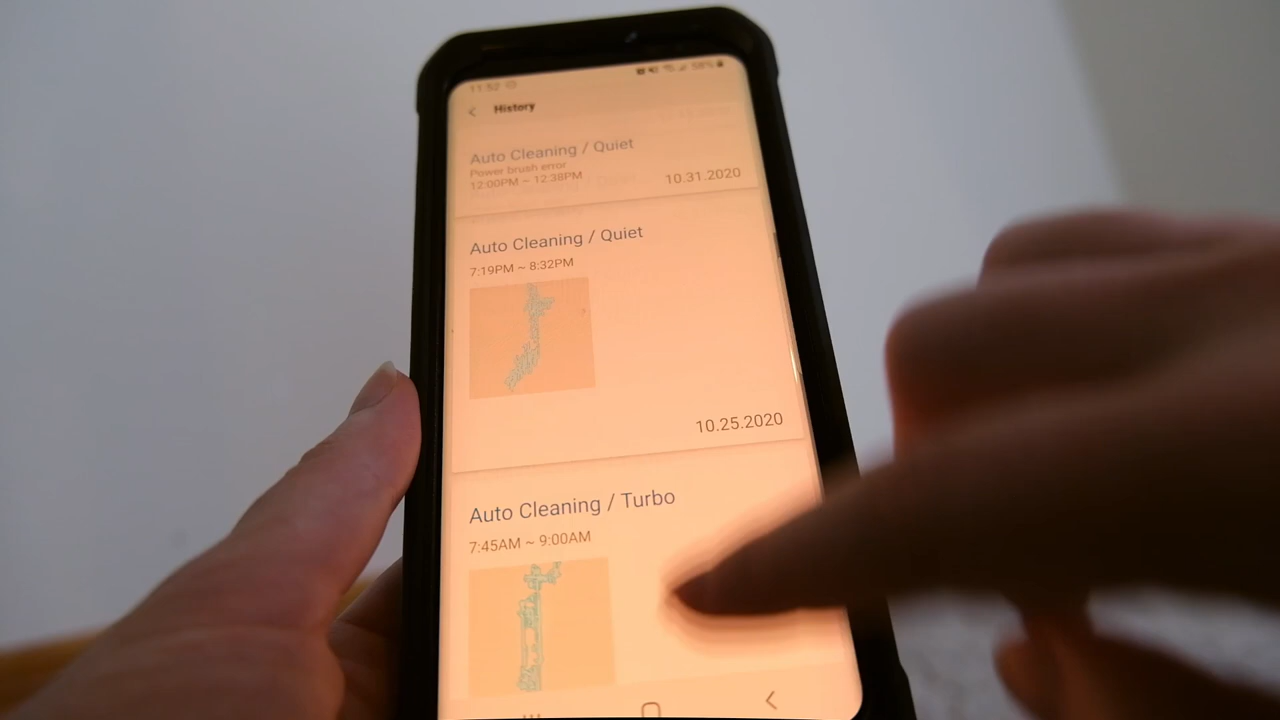 11:52
58%
History
Auto Cleaning / Quiet
Power brush error
12:00PM ~ 12:38PM
10.31.2020
Auto Cleaning / Quiet
7:19PM ~ 8:32PM
10.25.2020
Auto Cleaning / Turbo
7:45AM ~ 9:00AM